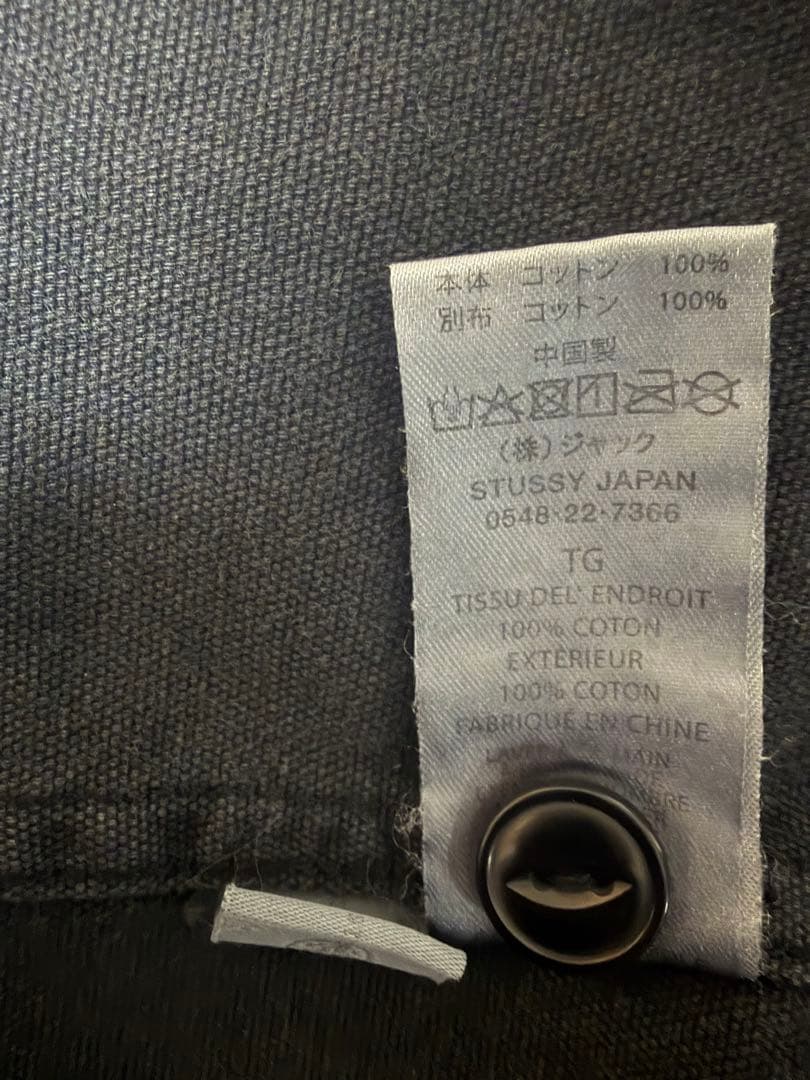 本体 コットン 100%
別布 コットン 100%
中国製
(株)ジャック
STUSSY JAPAN
0548-22-7366
TG
TISSU DEL' ENDROIT
100% COTON
EXTERIEUR
100% COTON
FABRIQUE EN CHINE
MAIN